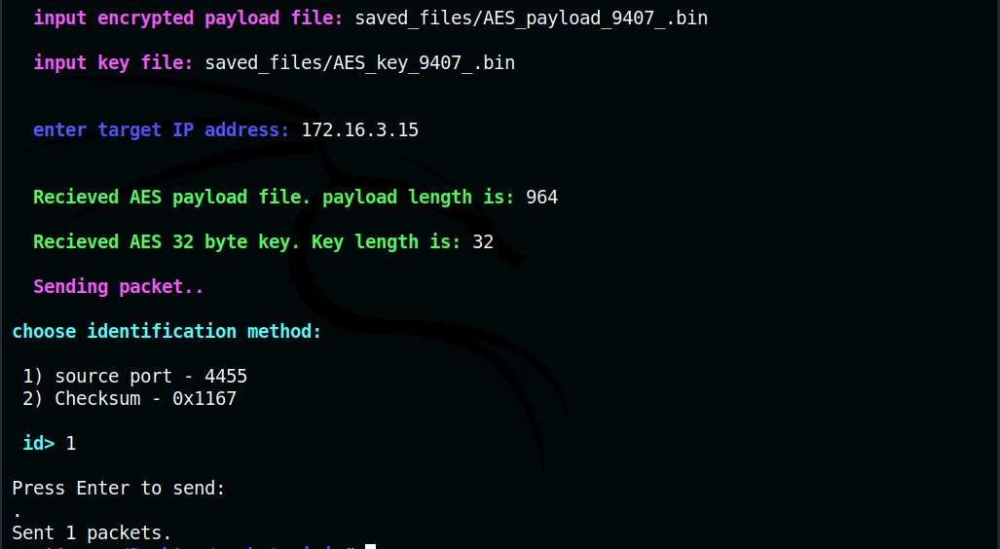 input encrypted payload file: saved_files/AES_payload_9407_.bin
input key file: saved_files/AES_key_9407_.bin
enter target IP address: 172.16.3.15
Recieved AES payload file. payload length is: 964
Recieved AES 32 byte key. Key length is: 32
Sending packet..
choose identification method:
1) source port - 4455
2) Checksum - 0x1167
id> 1
Press Enter to send:
.
Sent 1 packets.